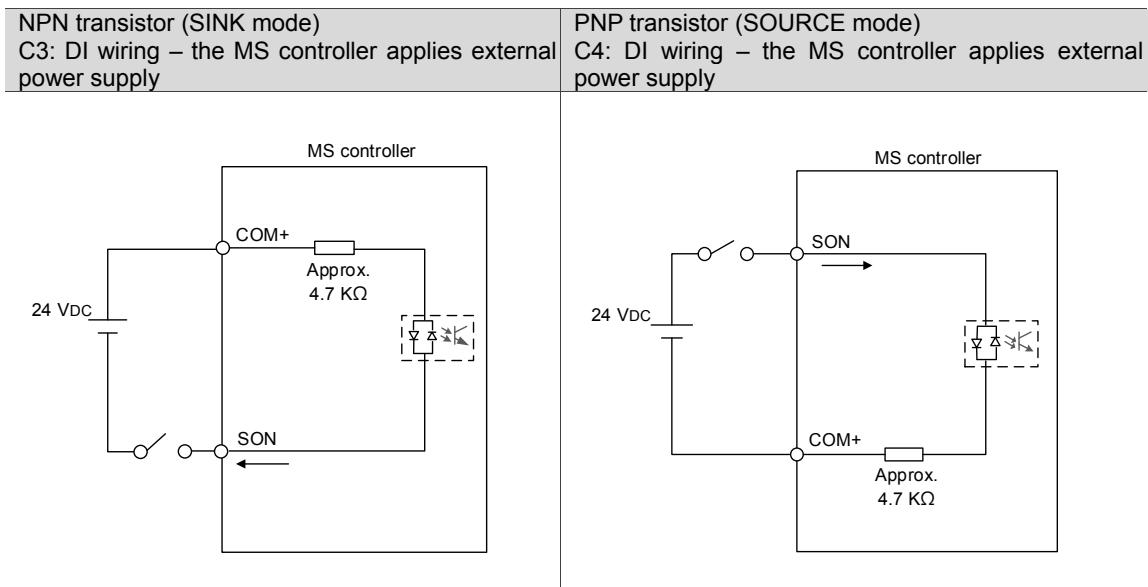 NPN transistor (SINK mode)
C3: DI wiring – the MS controller applies external
power supply
PNP transistor (SOURCE mode)
C4: DI wiring – the MS controller applies external
power supply
MS controller
COM+
Approx.
4.7 KΩ
24 VDC
SON
MS controller
SON
24 VDC
COM+
Approx.
4.7 KΩ